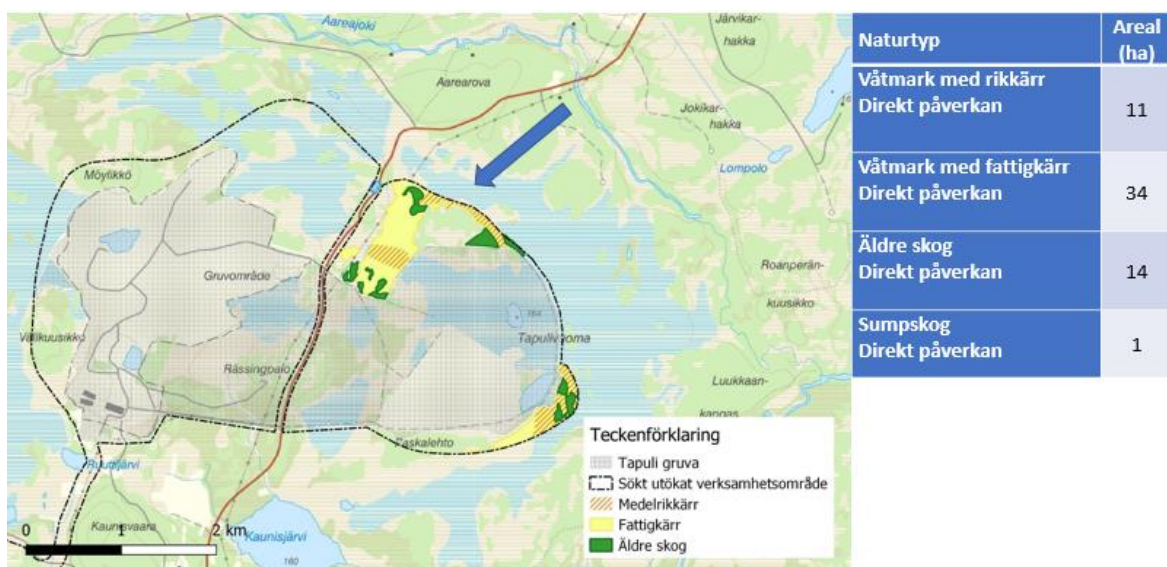 Aareajoki
Järvikar-
hakka
Aarearova
Jokikar-
hakka
Lompolo
Möylikkö
Gruvområde
Roanperän-
kuusikko
164
Tapulivuoma
Välikuusikko
Rässingpalo
Luukkaan-
kangas
Saskalehto
Ruutijärvi
Kaunisvaara
Kaunisjärvi
160
0 1 2 km
Teckenförklaring
Tapuli gruva
Sökt utökat verksamhetsområde
Medelrikkärr
Fattigkärr
Äldre skog
Naturtyp Areal
(ha)
Våtmark med rikkärr
Direkt påverkan 11
Våtmark med fattigkärr
Direkt påverkan 34
Äldre skog
Direkt påverkan 14
Sumpskog
Direkt påverkan 1